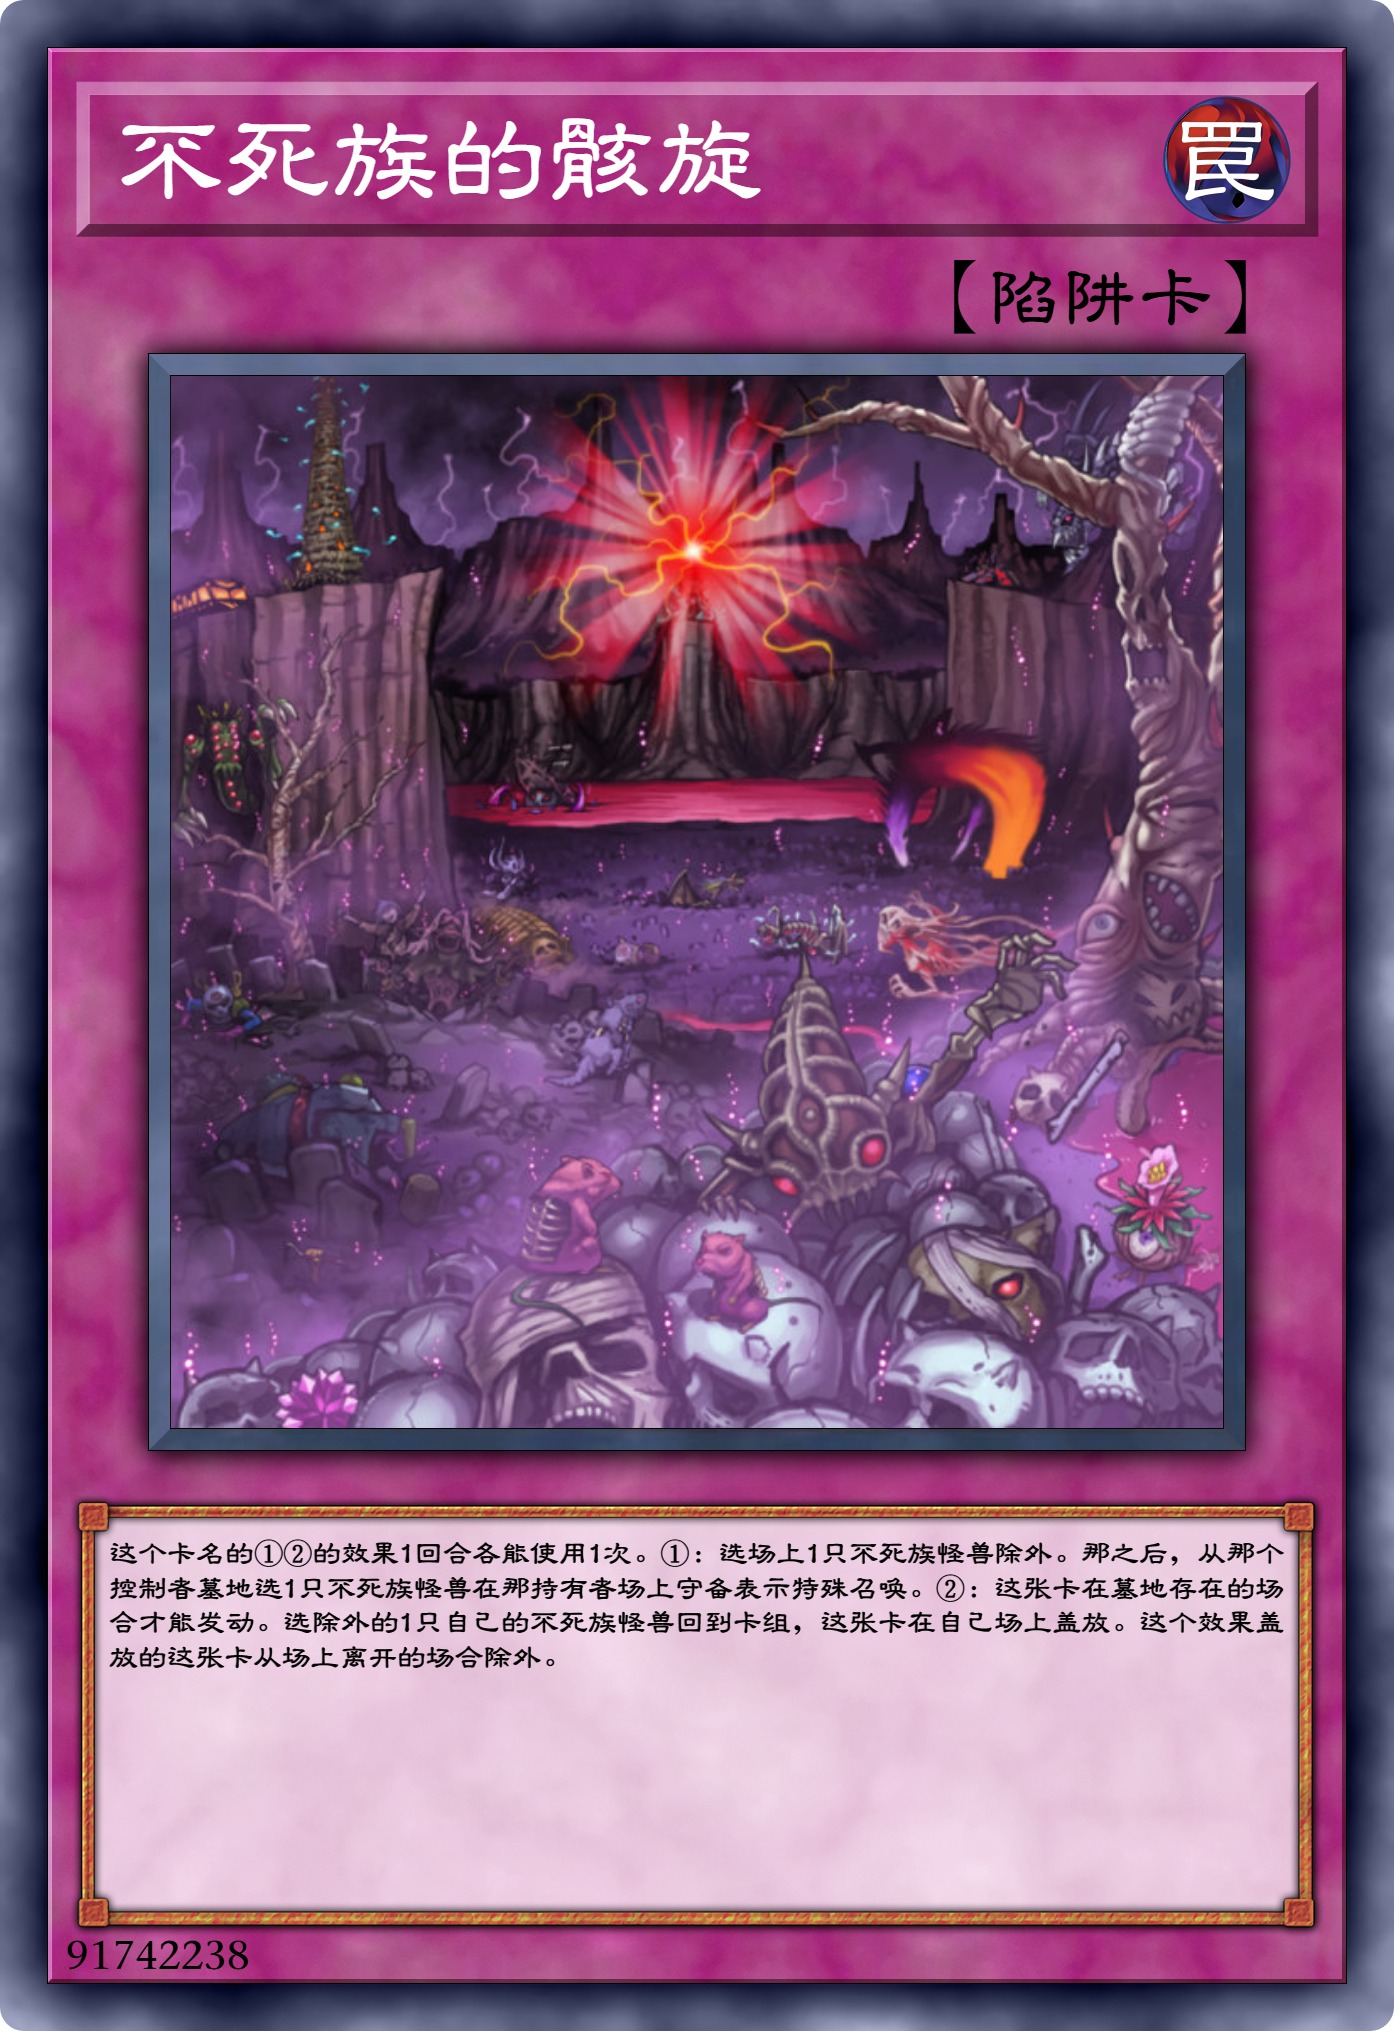 不死族的骸旋
罠
【陷阱卡】
这个卡名的①②的效果1回合各能使用1次。①：选场上1只不死族怪兽除外。那之后，从那个
控制者墓地选1只不死族怪兽在那持有者场上守备表示特殊召唤。②：这张卡在墓地存在的场
合才能发动。选除外的1只自己的不死族怪兽回到卡组，这张卡在自己场上盖放。这个效果盖
放的这张卡从场上离开的场合除外。
91742238